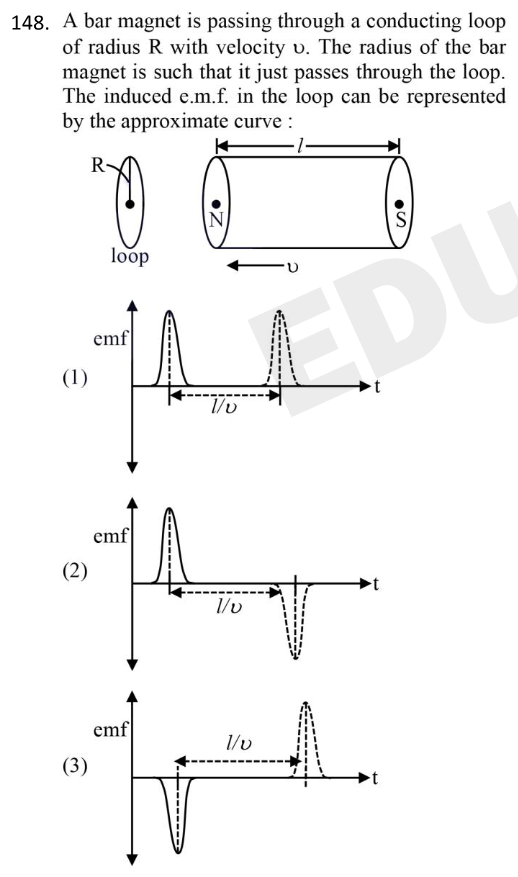 148. A bar magnet is passing through a conducting loop
of radius R with velocity υ. The radius of the bar
magnet is such that it just passes through the loop.
The induced e.m.f. in the loop can be represented
by the approximate curve :
l
R
N
S
loop
υ
EDU
emf
(1)
t
l/υ
emf
(2)
t
l/υ
emf
l/υ
(3)
t